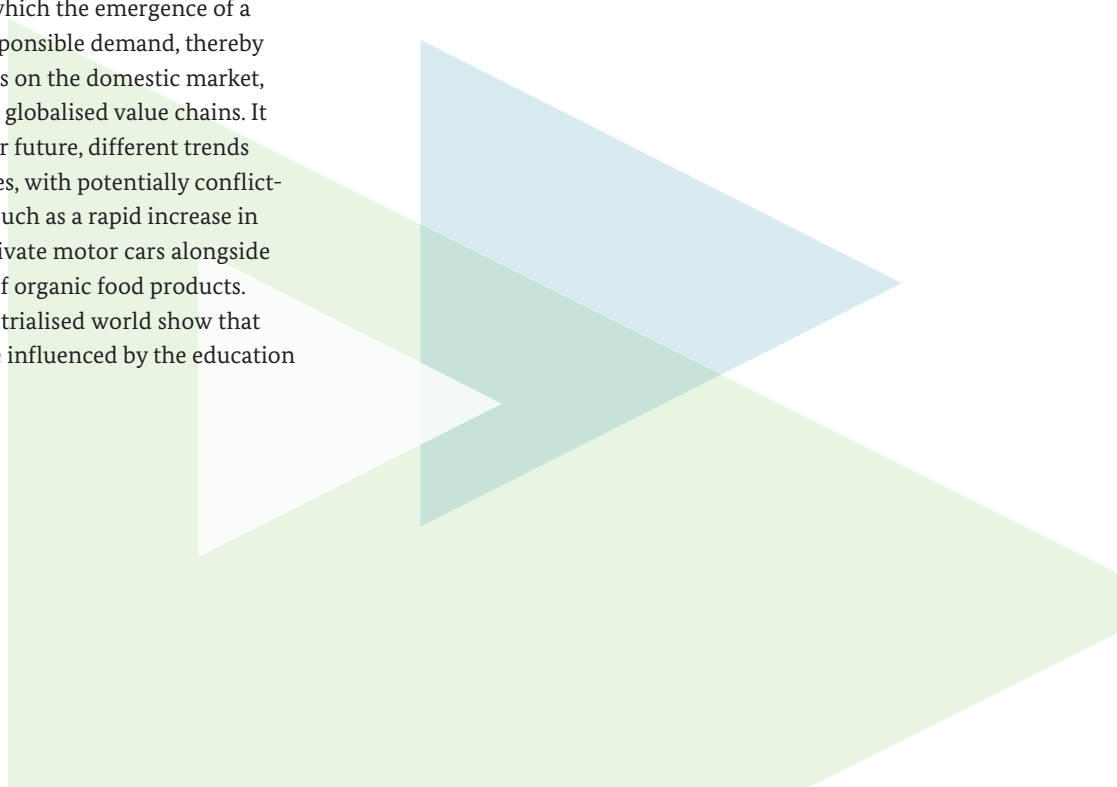 which the emergence of a
ponsible demand, thereby
s on the domestic market,
globalised value chains. It
r future, different trends
es, with potentially conflict-
uch as a rapid increase in
ivate motor cars alongside
f organic food products.
trialised world show that
e influenced by the education